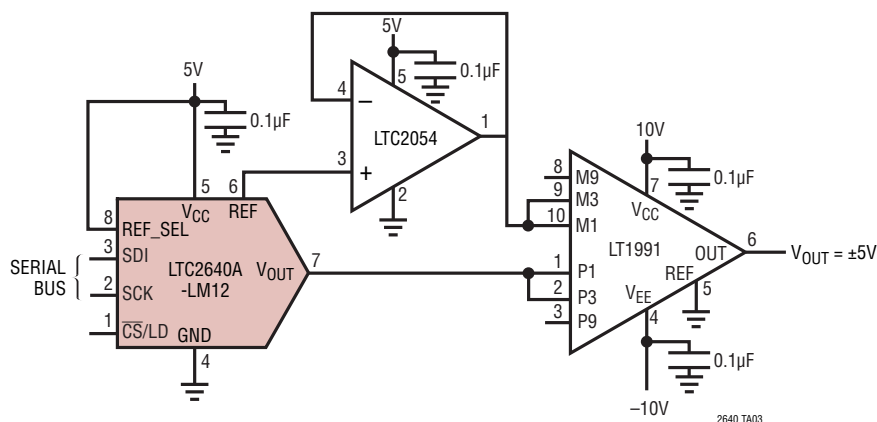 5V
0.1µF
5V
0.1µF
4
5
–
LTC2054
1
3
+
2
5
6
VCC
REF
8
REF_SEL
SERIAL
BUS
3
SDI
LTC2640A
-LM12
VOUT
7
2
SCK
1
CS/LD
GND
4
10V
0.1µF
8
M9
9
M3
10
M1
7
VCC
LT1991
OUT
6
VOUT = ±5V
1
P1
2
P3
3
P9
REF
5
VEE
4
0.1µF
–10V
2640 TA03